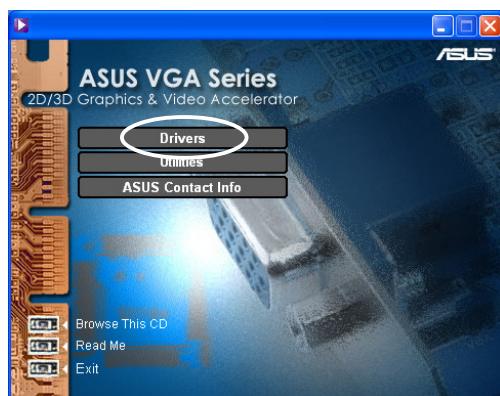 ASUS
ASUS VGA Series
2D/3D Graphics & Video Accelerator
Drivers
Utilities
ASUS Contact Info
Browse This CD
Read Me
Exit